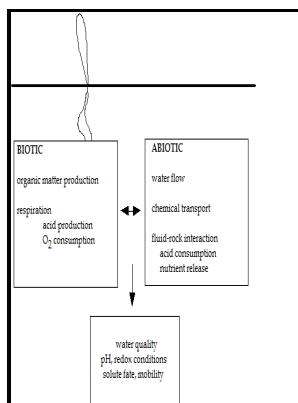 BIOTIC
organic matter production
respiration
acid production
O2 consumption
ABIOTIC
water flow
chemical transport
fluid-rock interaction
acid consumption
nutrient release
water quality
pH, redox conditions
solute fate, mobility